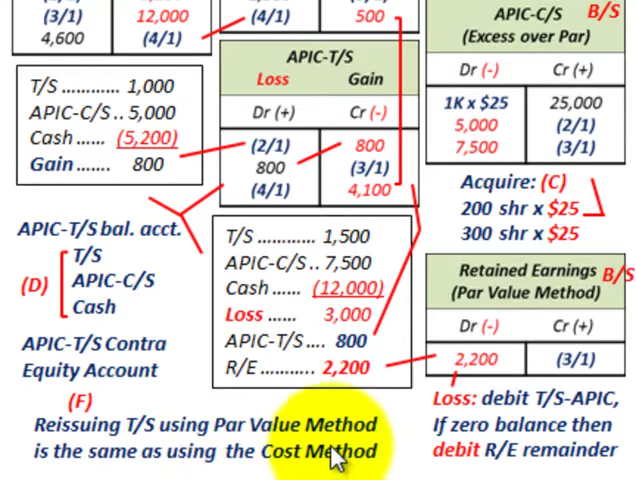 (3/1) 12,000 (4/1) 500
4,600 (4/1)
T/S ............ 1,000
APIC-C/S .. 5,000
Cash ...... (5,200)
Gain ....... 800
APIC-T/S
Loss Gain
Dr (+) Cr (-)
(2/1) 800
800 (3/1)
(4/1) 4,100
APIC-C/S B/S
(Excess over Par)
Dr (-) Cr (+)
1K x $25 25,000
5,000 (2/1)
7,500 (3/1)
Acquire: (C)
200 shr x $25
300 shr x $25
APIC-T/S bal. acct.
T/S
(D) APIC-C/S
Cash
APIC-T/S Contra
Equity Account
(F)
T/S ............ 1,500
APIC-C/S .. 7,500
Cash ...... (12,000)
Loss ...... 3,000
APIC-T/S .... 800
R/E .......... 2,200
Retained Earnings B/S
(Par Value Method)
Dr (-) Cr (+)
2,200 (3/1)
Loss: debit T/S-APIC,
If zero balance then
debit R/E remainder
Reissuing T/S using Par Value Method
is the same as using the Cost Method